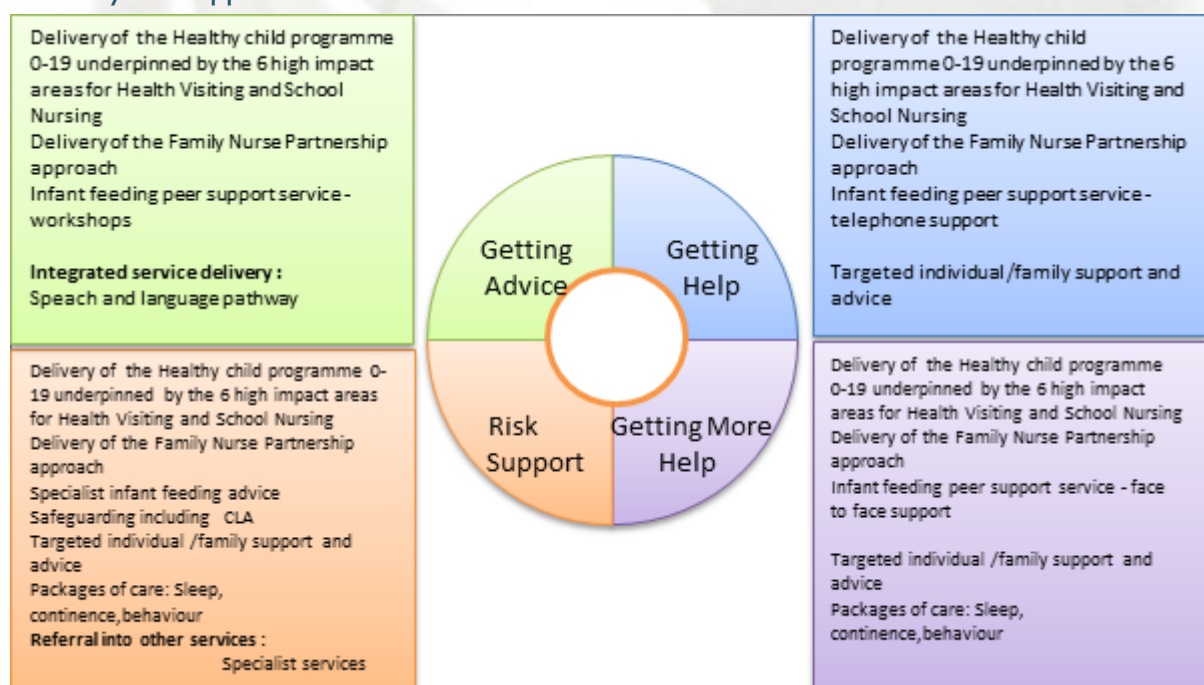 Delivery of the Healthy child programme
0-19 underpinned by the 6 high impact
areas for Health Visiting and School
Nursing
Delivery of the Family Nurse Partnership
approach
Infant feeding peer support service -
workshops
Integrated service delivery :
Speach and language pathway
Delivery of the Healthy child
programme 0-19 underpinned by the 6
high impact areas for Health Visiting and
School Nursing
Delivery of the Family Nurse Partnership
approach
Infant feeding peer support service -
telephone support
Targeted individual /family support and
advice
Getting
Advice
Getting
Help
Risk
Support
Getting More
Help
Delivery of the Healthy child programme 0-
19 underpinned by the 6 high impact areas
for Health Visiting and School Nursing
Delivery of the Family Nurse Partnership
approach
Specialist infant feeding advice
Safeguarding including CLA
Targeted individual /family support and
advice
Packages of care: Sleep,
continence,behaviour
Referral into other services :
Specialist services
Delivery of the Healthy child programme
0-19 underpinned by the 6 high impact
areas for Health Visiting and School Nursing
Delivery of the Family Nurse Partnership
approach
Infant feeding peer support service - face
to face support
Targeted individual /family support and
advice
Packages of care: Sleep,
continence,behaviour